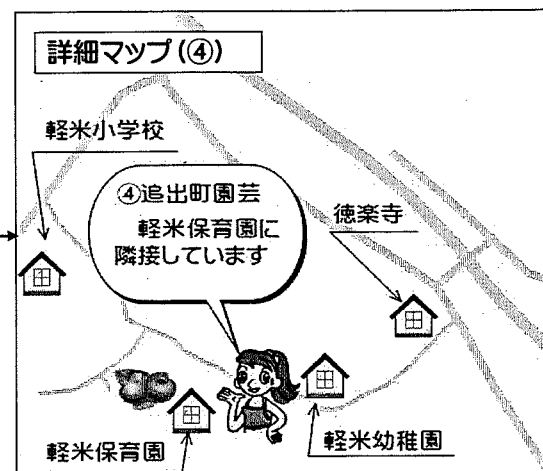 詳細マップ(④)
軽米小学校
④追出町園芸
軽米保育園に
隣接しています
徳楽寺
軽米保育園
軽米幼稚園